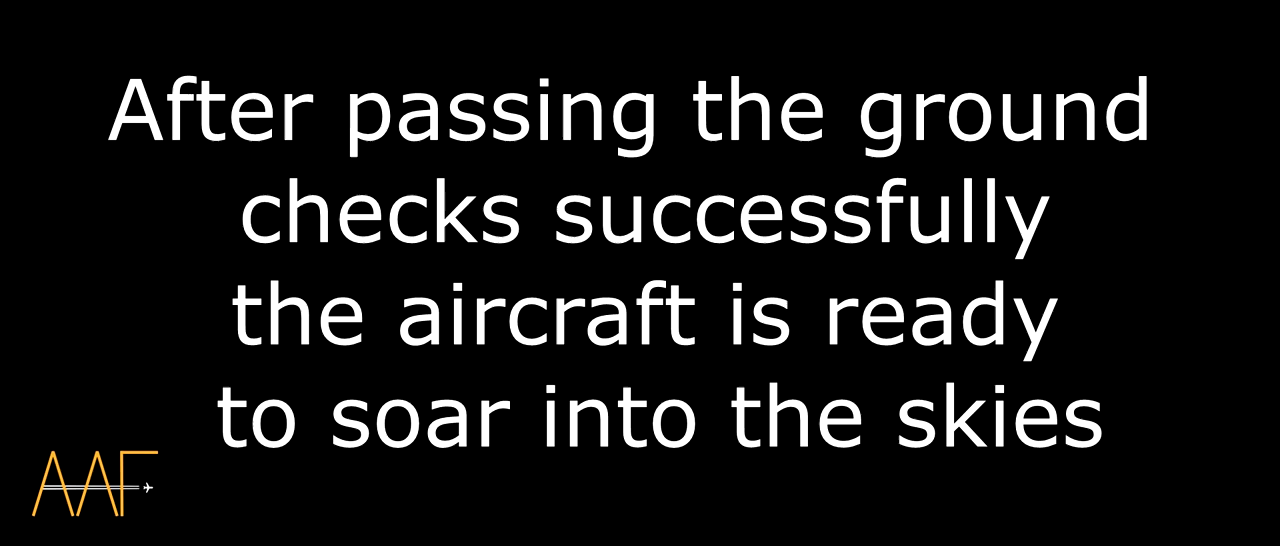 After passing the ground
checks successfully
the aircraft is ready
to soar into the skies
AAF